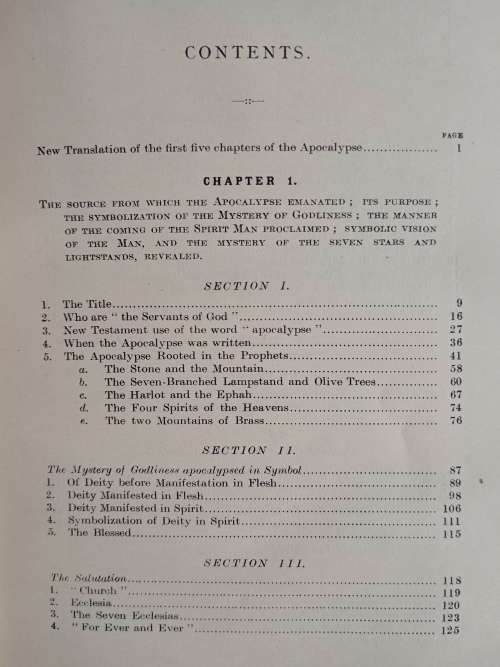 CONTENTS.
PAGE
New Translation of the first five chapters of the Apocalypse.................. 1
CHAPTER 1.
THE SOURCE FROM WHICH THE APOCALYPSE EMANATED ; ITS PURPOSE ;
THE SYMBOLIZATION OF THE MYSTERY OF GODLINESS ; THE MANNER
OF THE COMING OF THE SPIRIT MAN PROCLAIMED ; SYMBOLIC VISION
OF THE MAN, AND THE MYSTERY OF THE SEVEN STARS AND
LIGHTSTANDS, REVEALED.
SECTION I.
1. The Title.................. 9
2. Who are "the Servants of God".................. 16
3. New Testament use of the word "apocalypse".................. 27
4. When the Apocalypse was written.................. 36
5. The Apocalypse Rooted in the Prophets.................. 41
a. The Stone and the Mountain.................. 58
b. The Seven-Branched Lampstand and Olive Trees.................. 60
c. The Harlot and the Ephah.................. 67
d. The Four Spirits of the Heavens.................. 74
e. The two Mountains of Brass.................. 76
SECTION II.
The Mystery of Godliness apocalypsed in Symbol.................. 87
1. Of Deity before Manifestation in Flesh.................. 89
2. Deity Manifested in Flesh.................. 98
3. Deity Manifested in Spirit.................. 106
4. Symbolization of Deity in Spirit.................. 111
5. The Blessed.................. 115
SECTION III.
The Salutation.................. 118
1. "Church".................. 119
2. Ecclesia.................. 120
3. The Seven Ecclesias.................. 123
4. "For Ever and Ever".................. 125